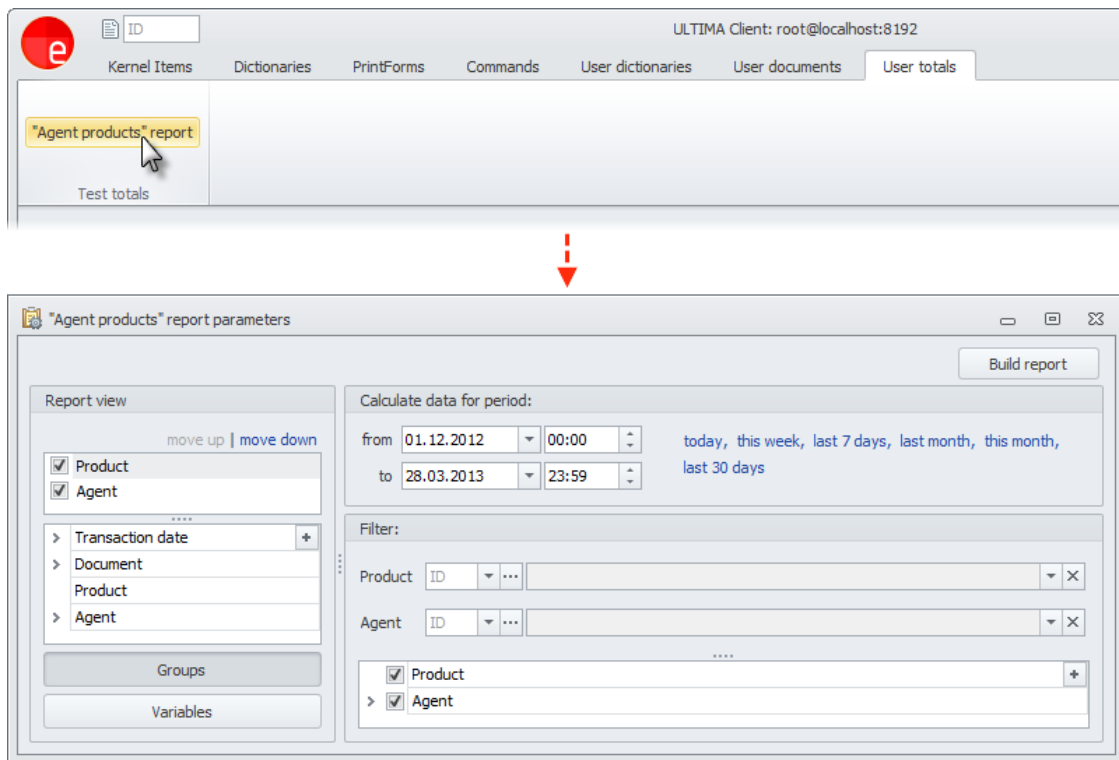 e
ID
ULTIMA Client: root@localhost:8192
Kernel Items Dictionaries PrintForms Commands User dictionaries User documents User totals
"Agent products" report
Test totals
"Agent products" report parameters
Build report
Report view
move up | move down
Product
Agent
Transaction date
Document
Product
Agent
Groups
Variables
Calculate data for period:
from 01.12.2012 00:00
to 28.03.2013 23:59
today, this week, last 7 days, last month, this month,
last 30 days
Filter:
Product ID
Agent ID
Product
Agent